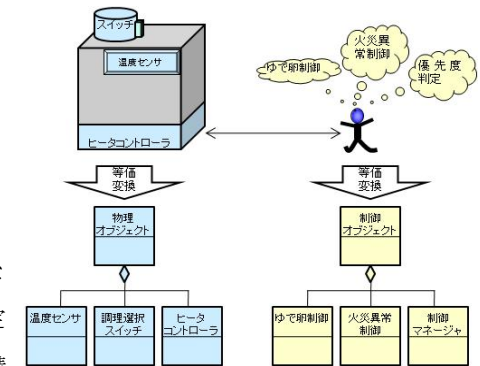 スイッチ
温度センサ
ヒータコントローラ
ゆで卵制御
火災異
常制御
優先度
判定
等価
変換
等価
変換
物理
オブジェクト
制御
オブジェクト
温度センサ
調理選択
スイッチ
ヒータ
コントローラ
ゆで卵制御
火災異常
制御
制御
マネージャ